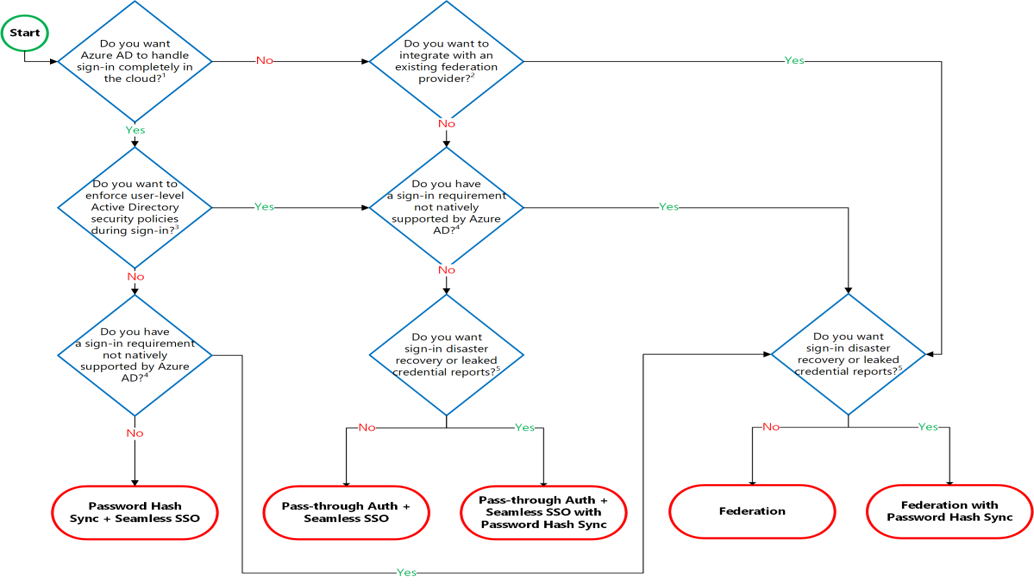 Start
Do you want
Azure AD to handle
sign-in completely in
the cloud?¹
No
Do you want to
integrate with an
existing federation
provider?²
Yes
Yes
No
Do you want to
enforce user-level
Active Directory
security policies
during sign-in?³
Yes
Do you have
a sign-in requirement
not natively
supported by Azure
AD?⁴
Yes
No
No
Do you have
a sign-in requirement
not natively
supported by Azure
AD?⁴
Do you want
sign-in disaster
recovery or leaked
credential reports?⁵
Do you want
sign-in disaster
recovery or leaked
credential reports?⁵
No
No
Yes
No
Yes
Password Hash
Sync + Seamless SSO
Pass-through Auth +
Seamless SSO
Pass-through Auth +
Seamless SSO with
Password Hash Sync
Federation
Federation with
Password Hash Sync
Yes